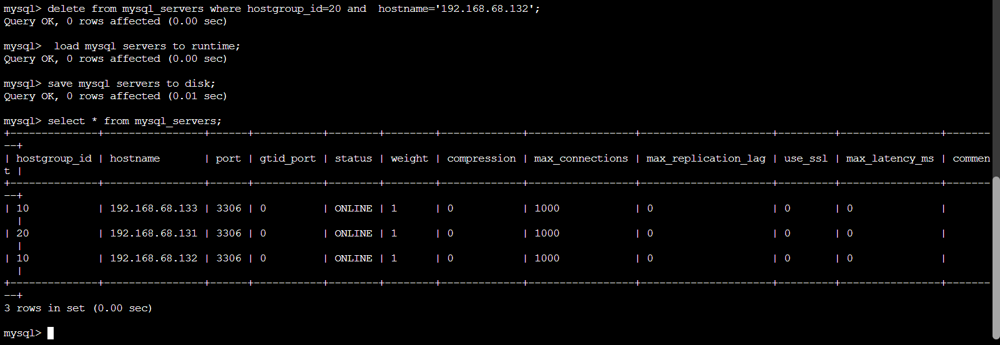 mysql> delete from mysql_servers where hostgroup_id=20 and  hostname='192.168.68.132';
Query OK, 0 rows affected (0.00 sec)

mysql>  load mysql servers to runtime;
Query OK, 0 rows affected (0.00 sec)

mysql> save mysql servers to disk;
Query OK, 0 rows affected (0.01 sec)

mysql> select * from mysql_servers;
+--------------+----------------+------+-----------+--------+--------+-------------+-----------------+---------------------+---------+----------------+-------
--+
| hostgroup_id | hostname       | port | gtid_port | status | weight | compression | max_connections | max_replication_lag | use_ssl | max_latency_ms | commen
t |
+--------------+----------------+------+-----------+--------+--------+-------------+-----------------+---------------------+---------+----------------+-------
--+
| 10           | 192.168.68.133 | 3306 | 0         | ONLINE | 1      | 0           | 1000            | 0                   | 0       | 0              |
  |
| 20           | 192.168.68.131 | 3306 | 0         | ONLINE | 1      | 0           | 1000            | 0                   | 0       | 0              |
  |
| 10           | 192.168.68.132 | 3306 | 0         | ONLINE | 1      | 0           | 1000            | 0                   | 0       | 0              |
  |
+--------------+----------------+------+-----------+--------+--------+-------------+-----------------+---------------------+---------+----------------+-------
--+
3 rows in set (0.00 sec)

mysql>